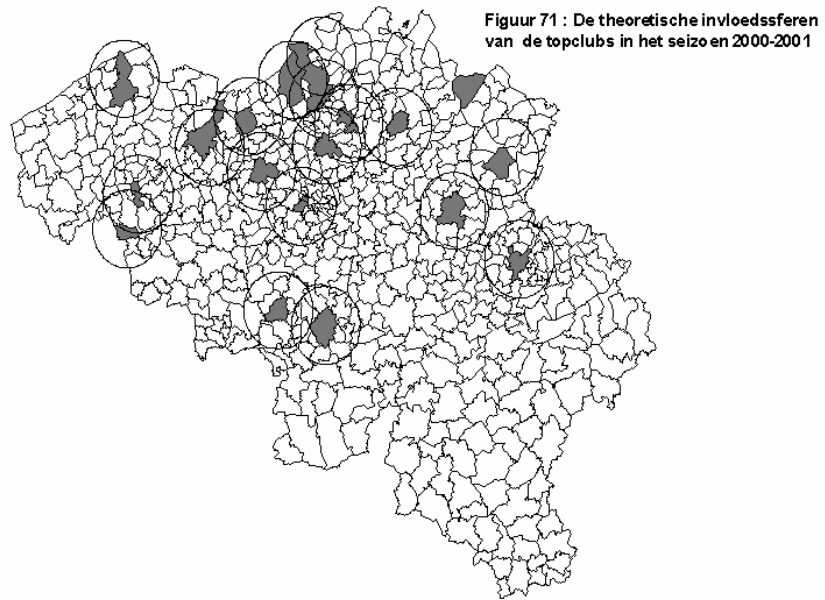 Figuur 71 : De theoretische invloedssferen
van de topclubs in het seizoen 2000-2001